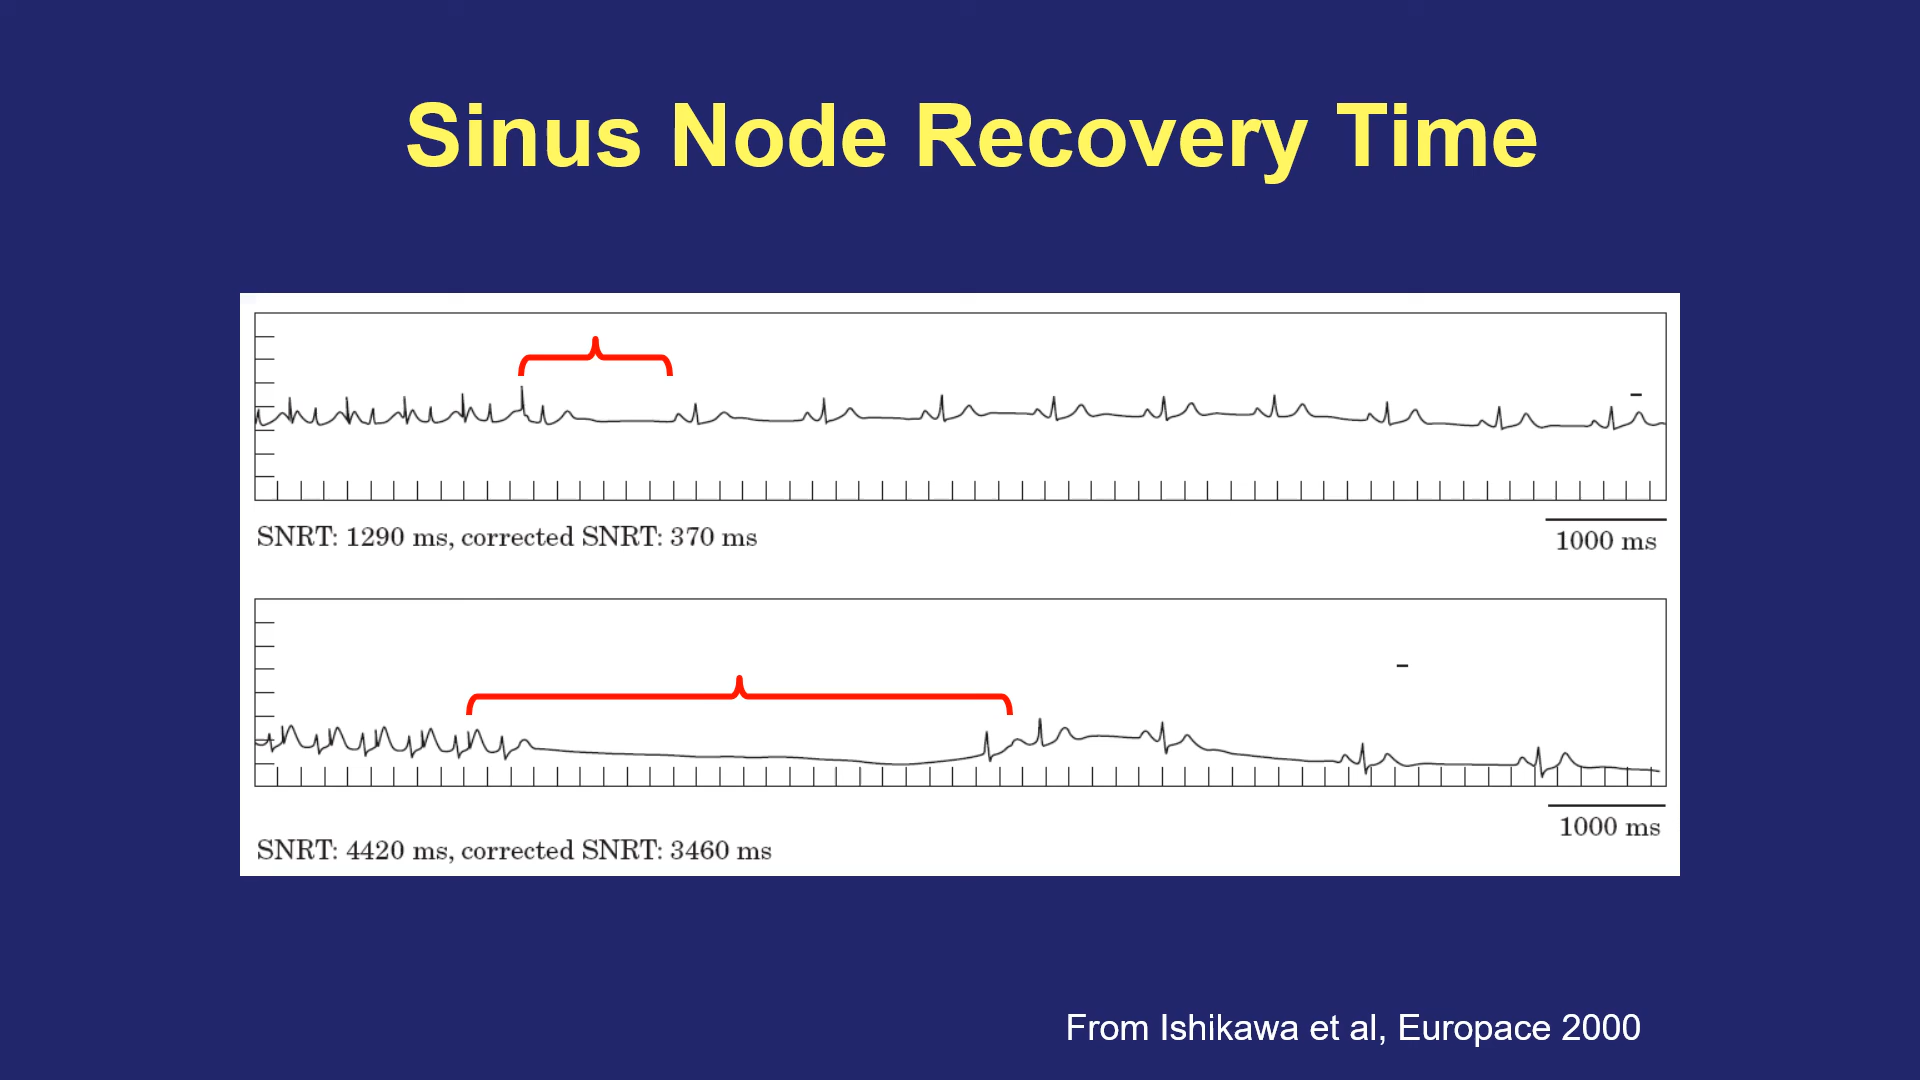 Sinus Node Recovery Time
SNRT: 1290 ms, corrected SNRT: 370 ms
1000 ms
1000 ms
SNRT: 4420 ms, corrected SNRT: 3460 ms
From Ishikawa et al, Europace 2000